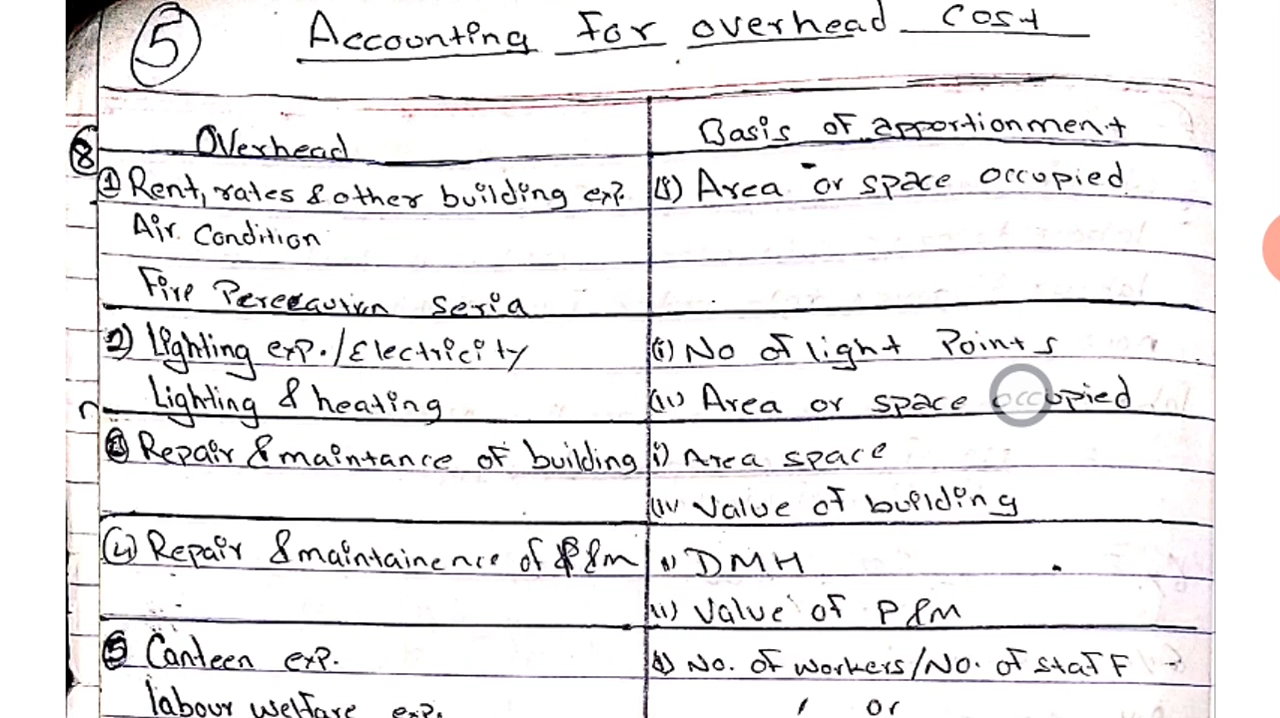 5
Accounting for overhead cost
8
Overhead
Basis of apportionment
① Rent, rates & other building exp.
(i) Area or space occupied
Air. Condition
Fire Perecaution seria
2) Lighting exp./Electricity
(i) No of light Points
Lighting & heating
(ii) Area or space occupied
③ Repair & maintance of building
i) Area space
(ii) Value of building
(4) Repair & maintainence of P&m
i) DMH
(ii) Value of P&M
5 Canteen exp.
i) No. of workers/No. of staff
labour welfare exp.
or